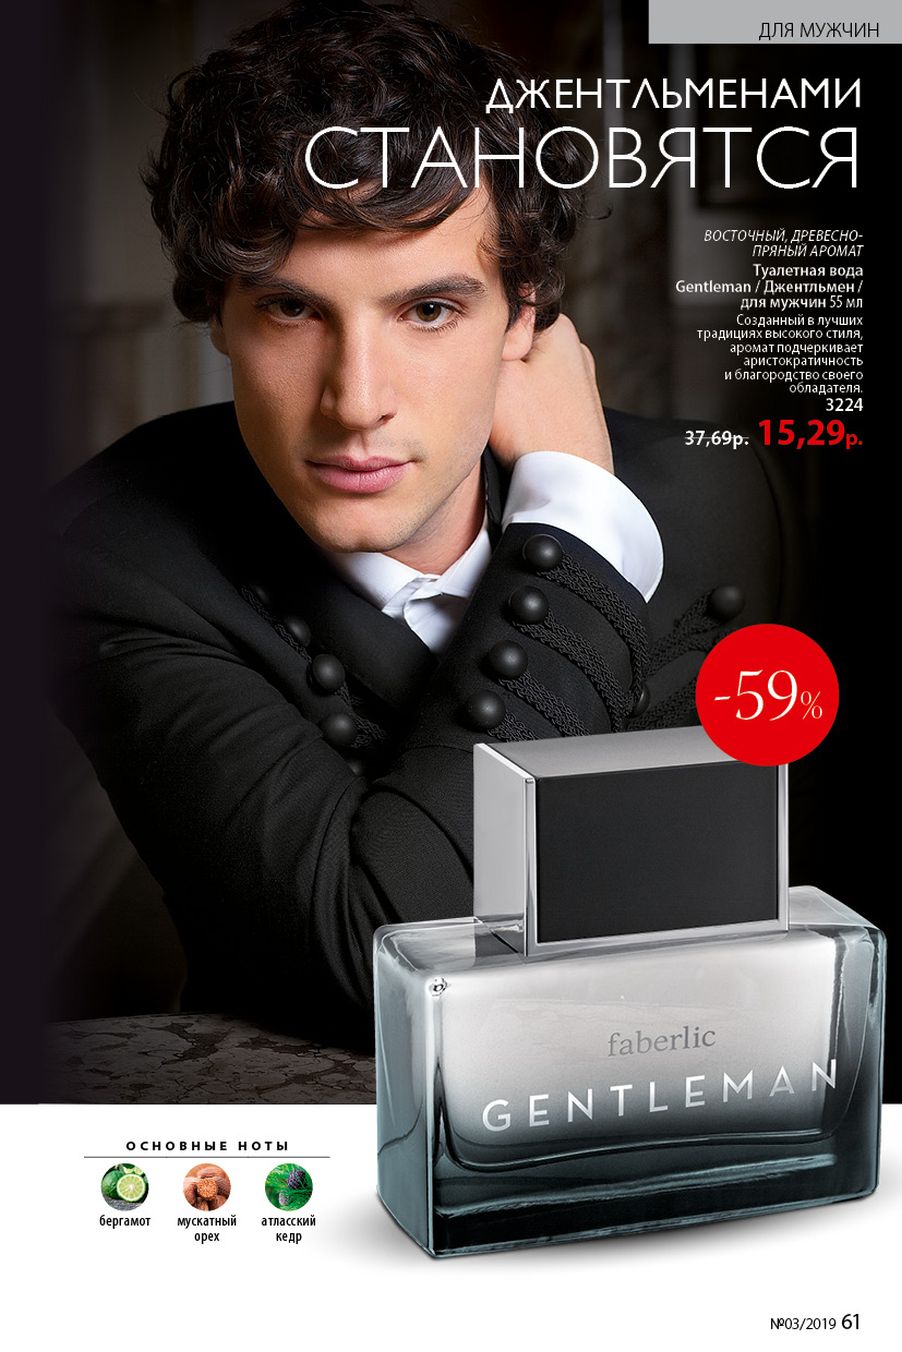 ДЛЯ МУЖЧИН
ДЖЕНТЛЬМЕНАМИ
СТАНОВЯТСЯ
ВОСТОЧНЫЙ, ДРЕВЕСНО-
ПРЯНЫЙ АРОМАТ
Туалетная вода
Gentleman / Джентльмен /
для мужчин 55 мл
Созданный в лучших
традициях высокого стиля,
аромат подчеркивает
аристократичность
и благородство своего
обладателя.
3224
37,69р. 15,29р.
-59%
faberlic
GENTLEMAN
ОСНОВНЫЕ НОТЫ
бергамот
мускатный
орех
атласский
кедр
№03/2019 61